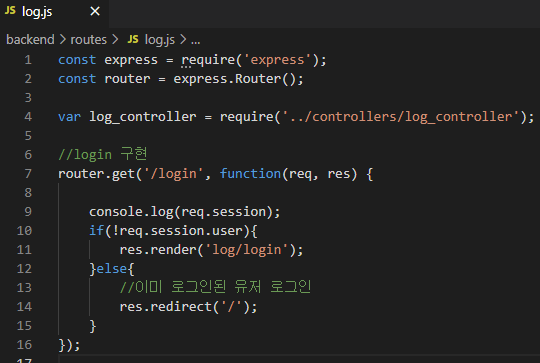 JS log.js ×
backend > routes > JS log.js > ...
1 const express = require('express');
2 const router = express.Router();
3
4 var log_controller = require('../controllers/log_controller');
5
6 //login 구현
7 router.get('/login', function(req, res) {
8
9     console.log(req.session);
10     if(!req.session.user){
11         res.render('log/login');
12     }else{
13         //이미 로그인된 유저 로그인
14         res.redirect('/');
15     }
16 });
17